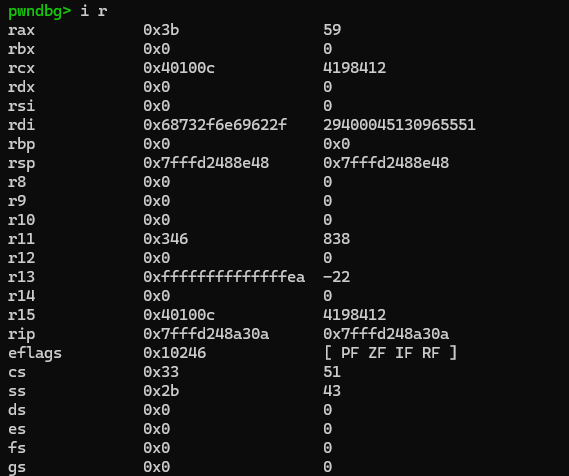 pwndbg> i r
rax 0x3b 59
rbx 0x0 0
rcx 0x40100c 4198412
rdx 0x0 0
rsi 0x0 0
rdi 0x68732f6e69622f 29400045130965551
rbp 0x0 0x0
rsp 0x7fffd2488e48 0x7fffd2488e48
r8 0x0 0
r9 0x0 0
r10 0x0 0
r11 0x346 838
r12 0x0 0
r13 0xffffffffffffffea -22
r14 0x0 0
r15 0x40100c 4198412
rip 0x7fffd248a30a 0x7fffd248a30a
eflags 0x10246 [ PF ZF IF RF ]
cs 0x33 51
ss 0x2b 43
ds 0x0 0
es 0x0 0
fs 0x0 0
gs 0x0 0